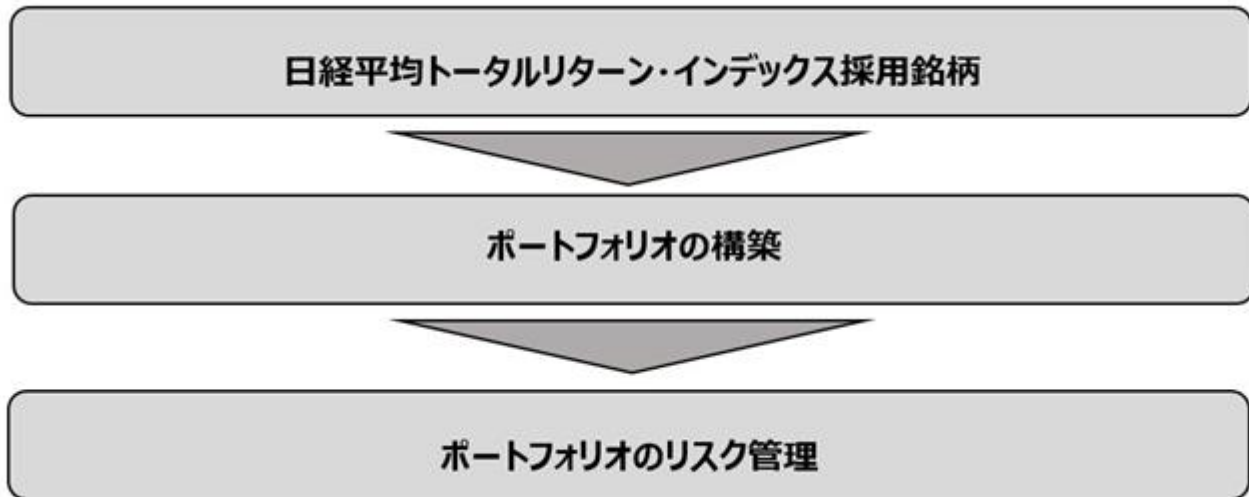 日経平均トータルリターン・インデックス採用銘柄
ポートフォリオの構築
ポートフォリオのリスク管理